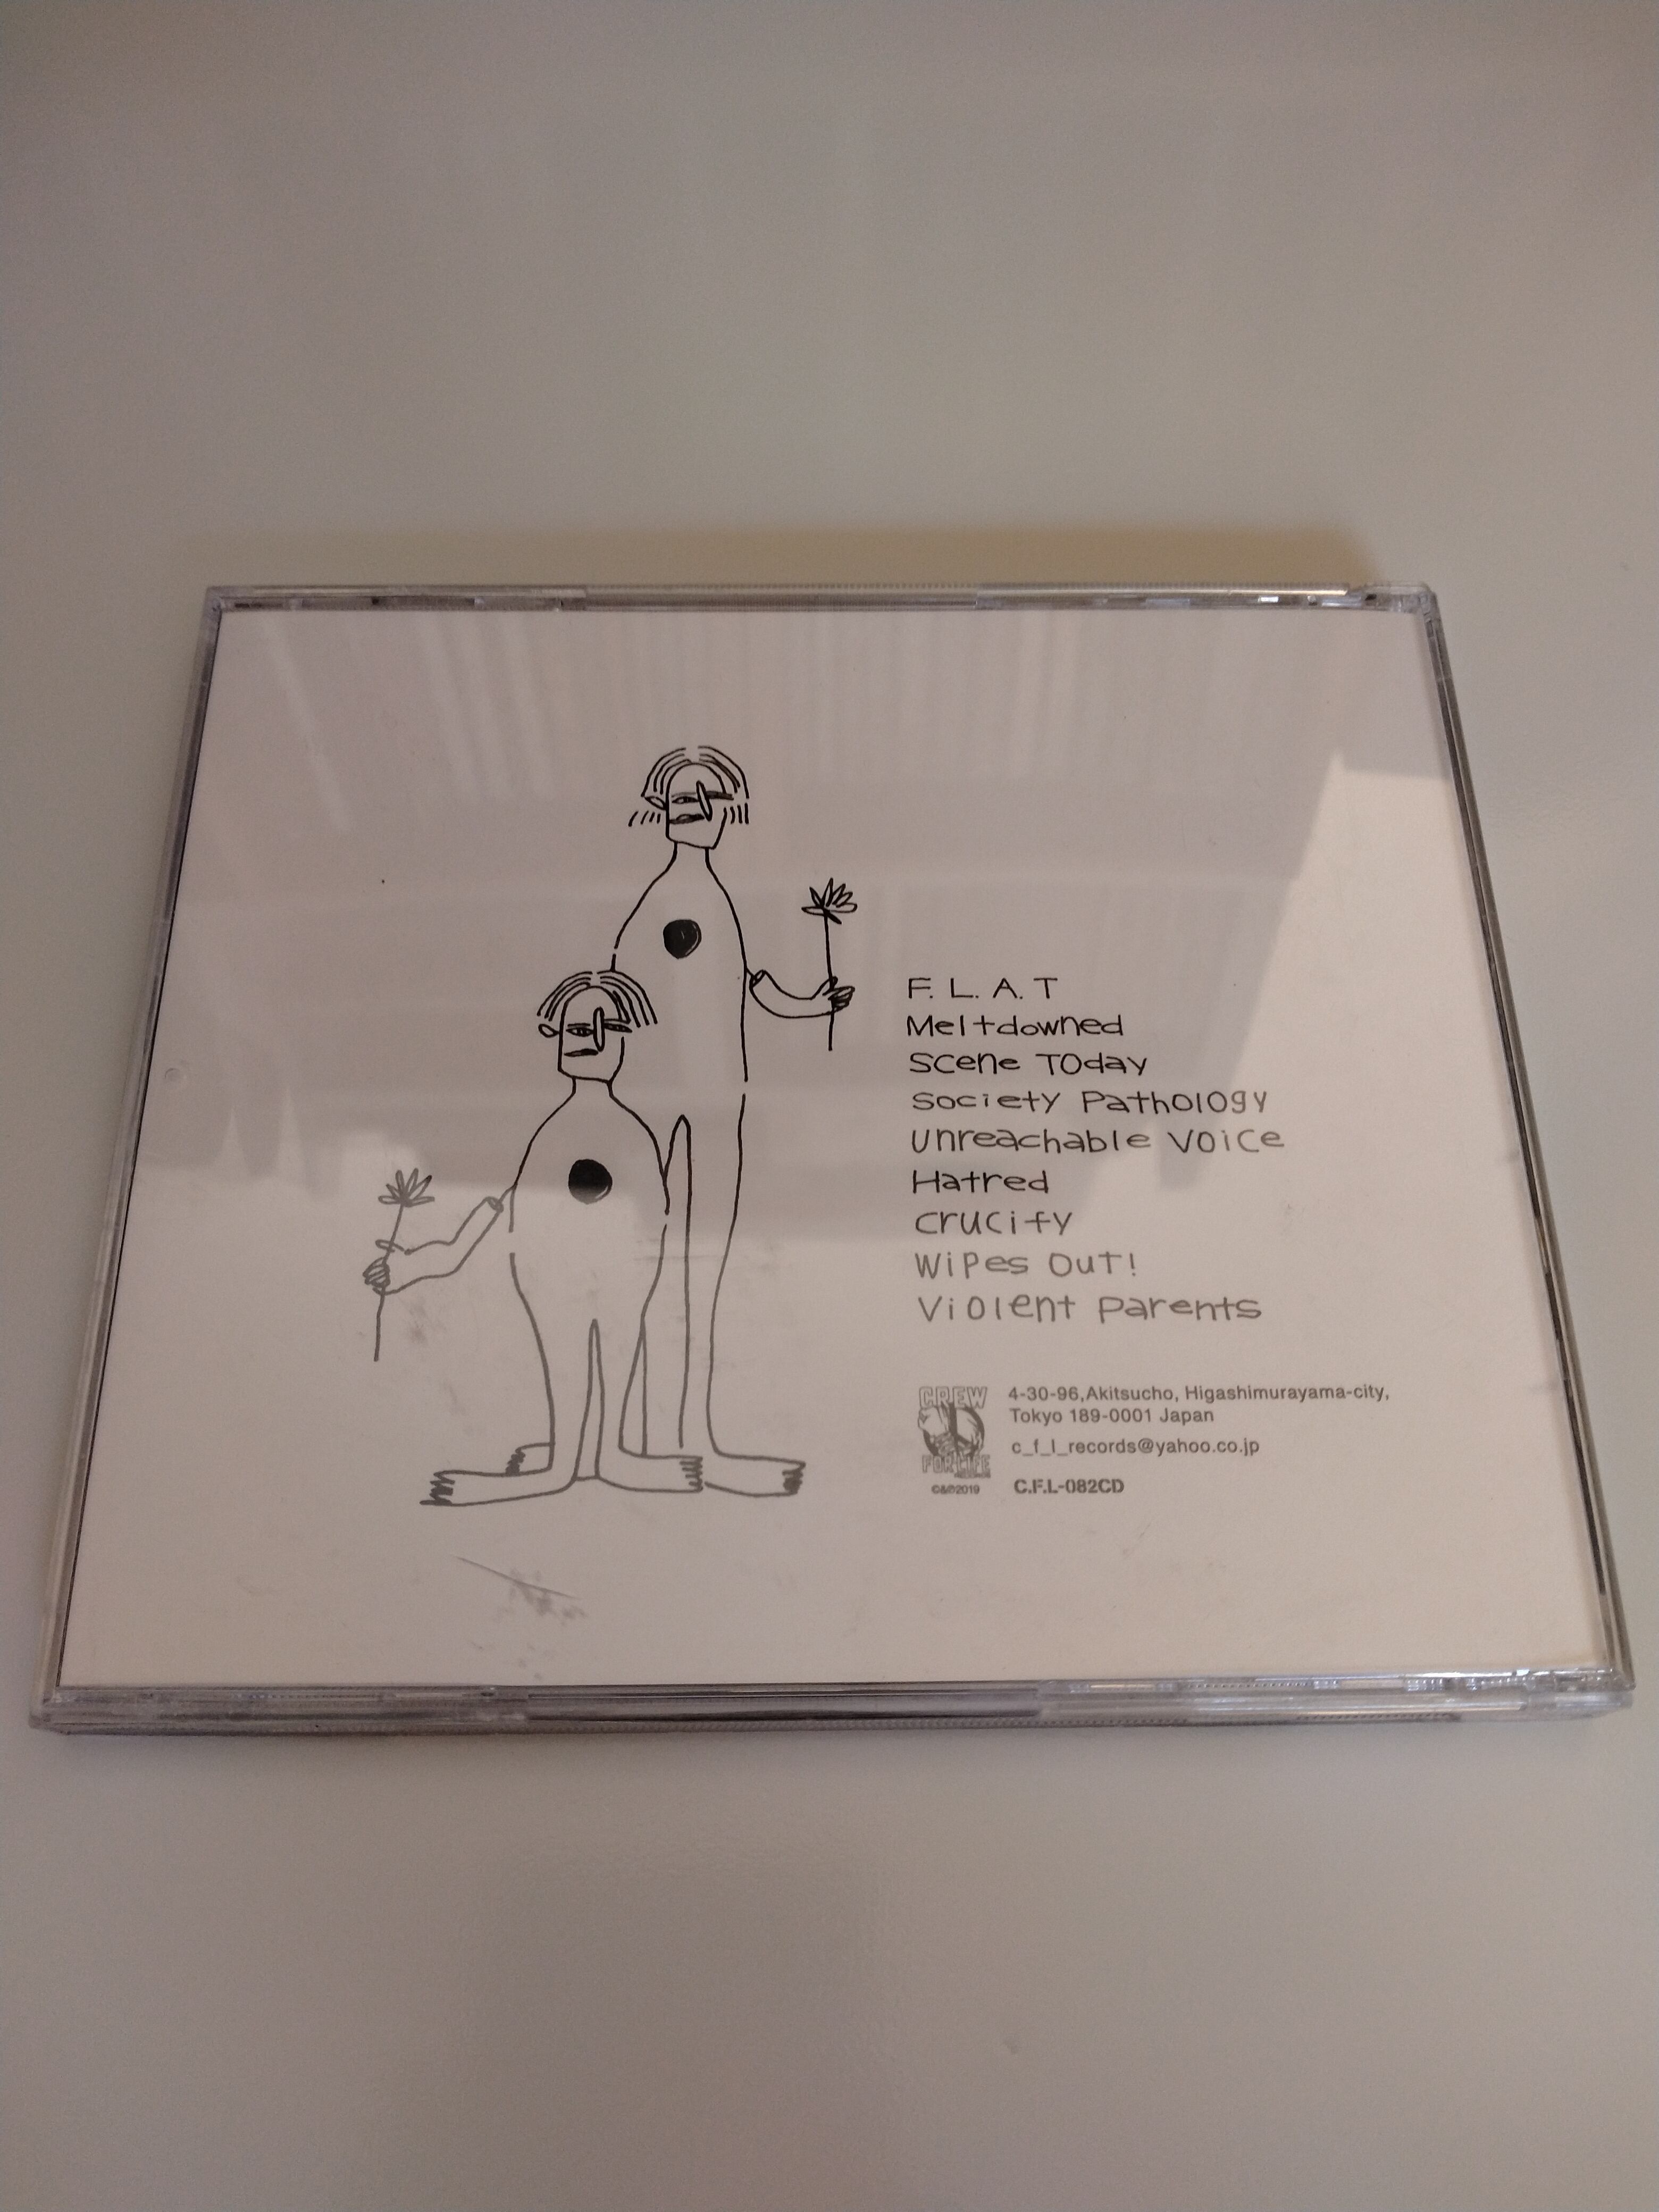 F. L. A. T
Meltdowned
Scene TOday
Society Pathology
unreachable Voice
Hatred
crucify
Wipes Out!
Violent Parents
CREW
FOR LIFE
©&℗2019
4-30-96,Akitsucho, Higashimurayama-city,
Tokyo 189-0001 Japan
c_f_l_records@yahoo.co.jp
C.F.L-082CD